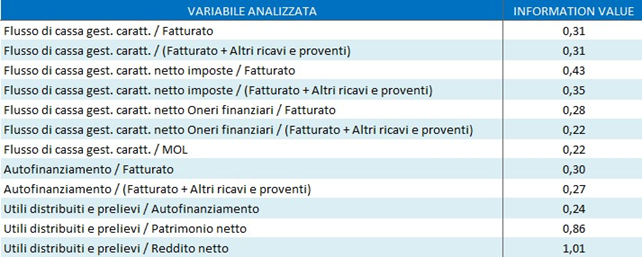 VARIABILE ANALIZZATA INFORMATION VALUE
Flusso di cassa gest. caratt. / Fatturato 0,31
Flusso di cassa gest. caratt. / (Fatturato + Altri ricavi e proventi) 0,31
Flusso di cassa gest. caratt. netto imposte / Fatturato 0,43
Flusso di cassa gest. caratt. netto imposte / (Fatturato + Altri ricavi e proventi) 0,35
Flusso di cassa gest. caratt. netto Oneri finanziari / Fatturato 0,28
Flusso di cassa gest. caratt. netto Oneri finanziari / (Fatturato + Altri ricavi e proventi) 0,22
Flusso di cassa gest. caratt. / MOL 0,22
Autofinanziamento / Fatturato 0,30
Autofinanziamento / (Fatturato + Altri ricavi e proventi) 0,27
Utili distribuiti e prelievi / Autofinanziamento 0,24
Utili distribuiti e prelievi / Patrimonio netto 0,86
Utili distribuiti e prelievi / Reddito netto 1,01